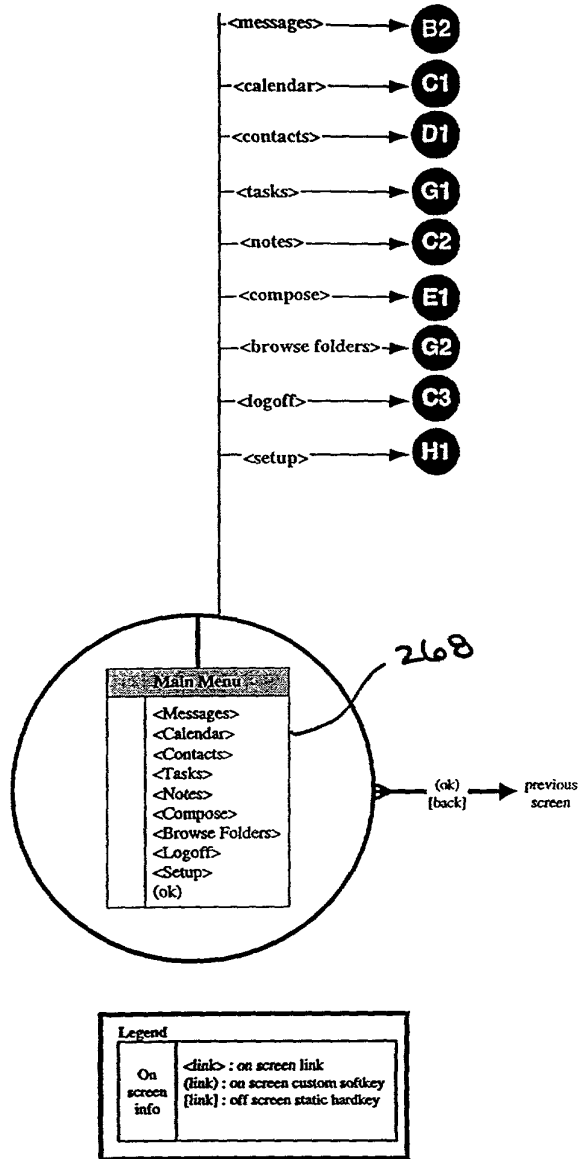 <messages> B2
<calendar> C1
<contacts> D1
<tasks> G1
<notes> C2
<compose> E1
<browse folders> G2
<logoff> C3
<setup> H1
268
Main Menu
<Messages>
<Calendar>
<Contacts>
<Tasks>
<Notes>
<Compose>
<Browse Folders>
<Logoff>
<Setup>
(ok)
(ok)
[back]
previous
screen
Legend
On
screen
info
<link> : on screen link
(link) : on screen custom softkey
[link] : off screen static hardkey